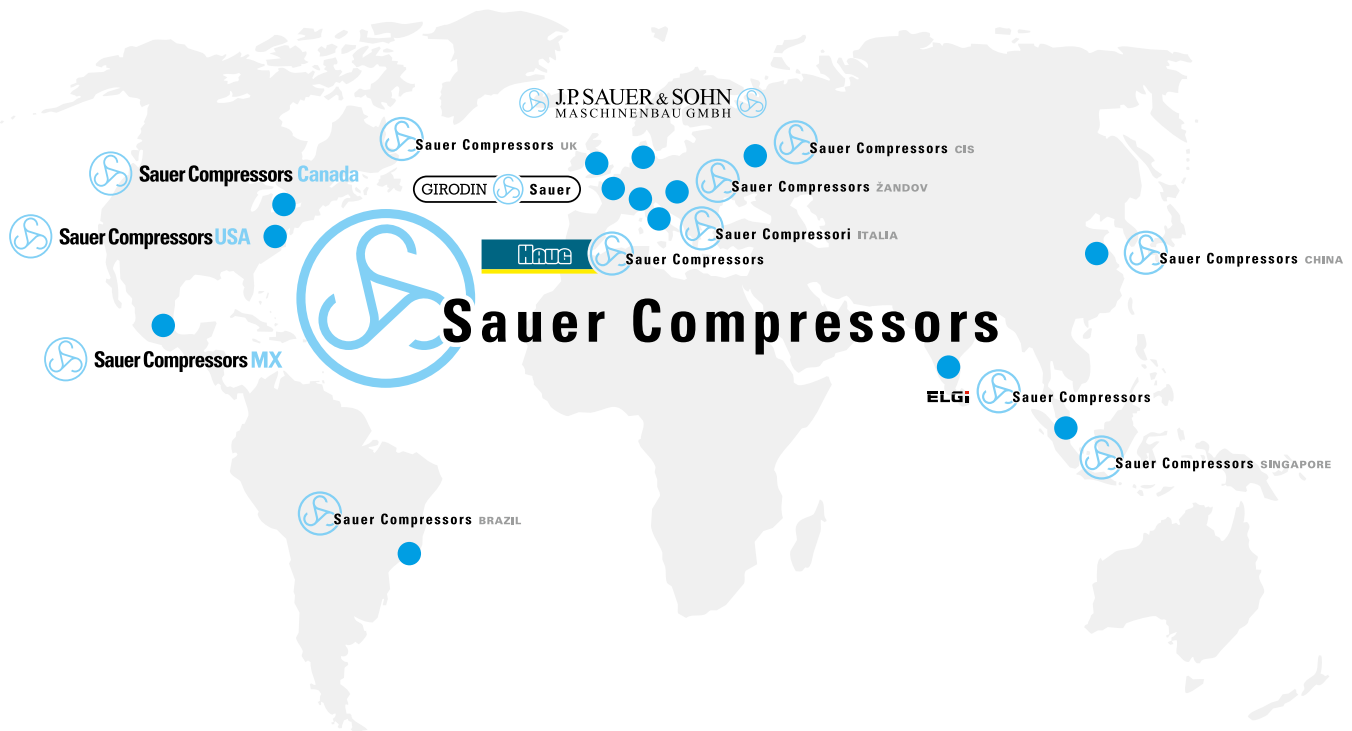 J.P. SAUER & SOHN
MASCHINENBAU GMBH
Sauer Compressors UK
Sauer Compressors CIS
Sauer Compressors Canada
GIRODIN Sauer
Sauer Compressors ŽANDOV
Sauer Compressors USA
Sauer Compressori ITALIA
HAUG Sauer Compressors
Sauer Compressors CHINA
Sauer Compressors
Sauer Compressors MX
ELGi Sauer Compressors
Sauer Compressors SINGAPORE
Sauer Compressors BRAZIL